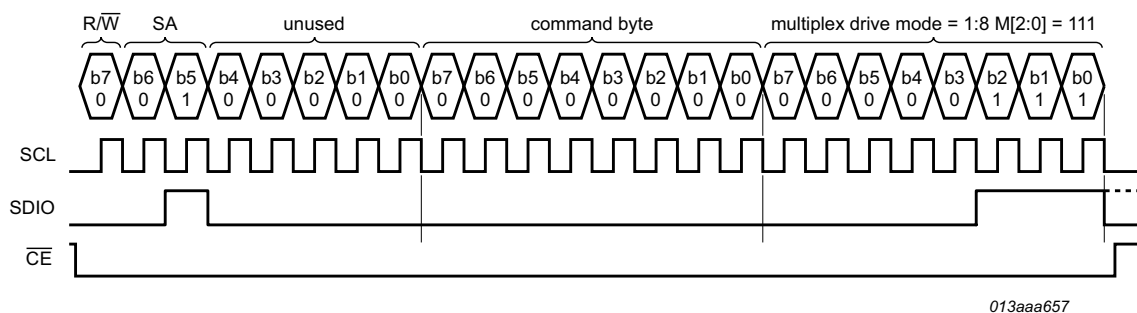 R/W SA unused command byte multiplex drive mode = 1:8 M[2:0] = 111
b7 b6 b5 b4 b3 b2 b1 b0 b7 b6 b5 b4 b3 b2 b1 b0 b7 b6 b5 b4 b3 b2 b1 b0
0 0 1 0 0 0 0 0 0 0 0 0 0 0 0 0 0 0 0 0 0 1 1 1
SCL
SDIO
CE
013aaa657